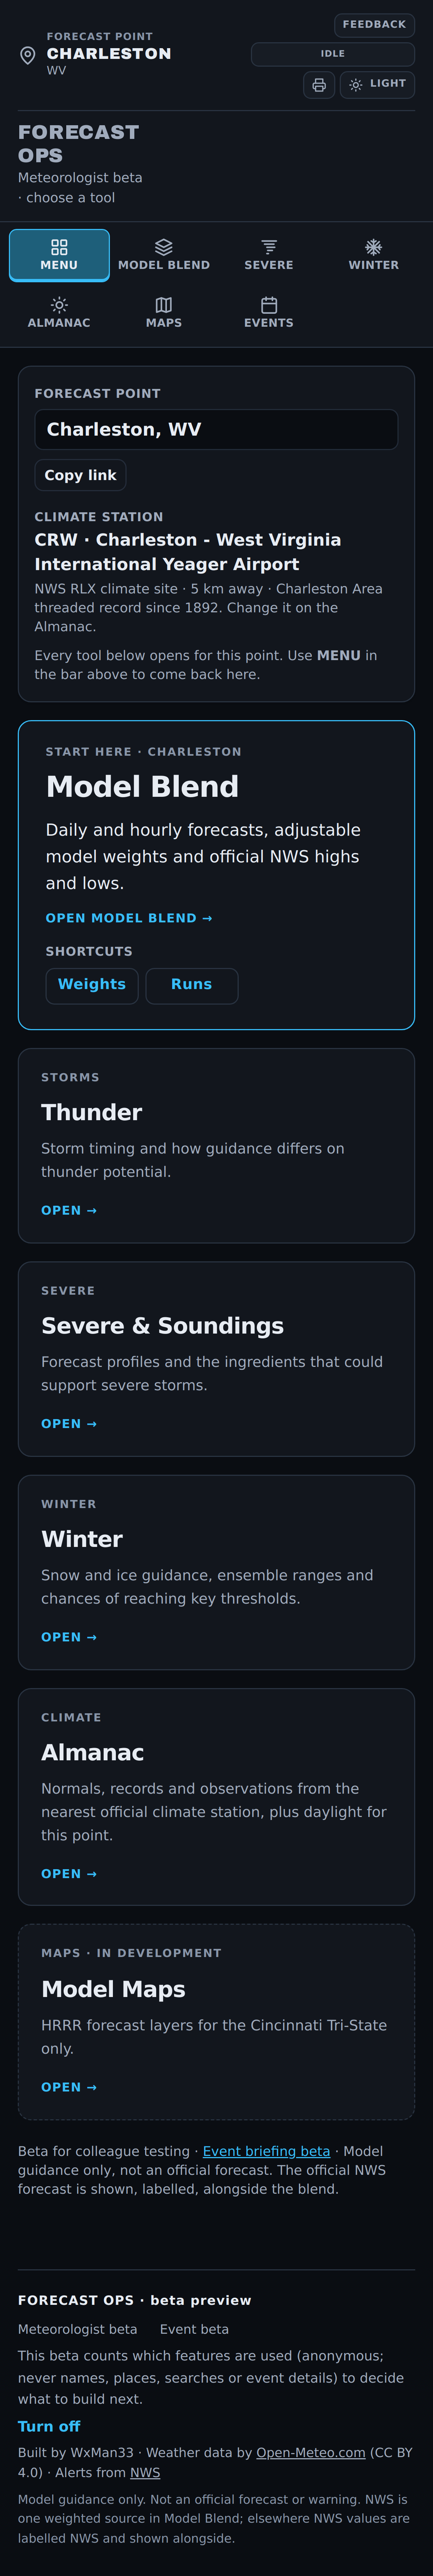 FORECAST POINT
CHARLESTON
WV
FEEDBACK
IDLE
LIGHT
FORECAST
OPS
Meteorologist beta
· choose a tool
MENU
MODEL BLEND
SEVERE
WINTER
ALMANAC
MAPS
EVENTS
FORECAST POINT
Charleston, WV
Copy link
CLIMATE STATION
CRW · Charleston - West Virginia
International Yeager Airport
NWS RLX climate site · 5 km away · Charleston Area
threaded record since 1892. Change it on the
Almanac.
Every tool below opens for this point. Use MENU in
the bar above to come back here.
START HERE · CHARLESTON
Model Blend
Daily and hourly forecasts, adjustable
model weights and official NWS highs
and lows.
OPEN MODEL BLEND →
SHORTCUTS
Weights
Runs
STORMS
Thunder
Storm timing and how guidance differs on
thunder potential.
OPEN →
SEVERE
Severe & Soundings
Forecast profiles and the ingredients that could
support severe storms.
OPEN →
WINTER
Winter
Snow and ice guidance, ensemble ranges and
chances of reaching key thresholds.
OPEN →
CLIMATE
Almanac
Normals, records and observations from the
nearest official climate station, plus daylight for
this point.
OPEN →
MAPS · IN DEVELOPMENT
Model Maps
HRRR forecast layers for the Cincinnati Tri-State
only.
OPEN →
Beta for colleague testing · Event briefing beta · Model
guidance only, not an official forecast. The official NWS
forecast is shown, labelled, alongside the blend.
FORECAST OPS · beta preview
Meteorologist beta
Event beta
This beta counts which features are used (anonymous;
never names, places, searches or event details) to decide
what to build next.
Turn off
Built by WxMan33 · Weather data by Open-Meteo.com (CC BY
4.0) · Alerts from NWS
Model guidance only. Not an official forecast or warning. NWS is
one weighted source in Model Blend; elsewhere NWS values are
labelled NWS and shown alongside.